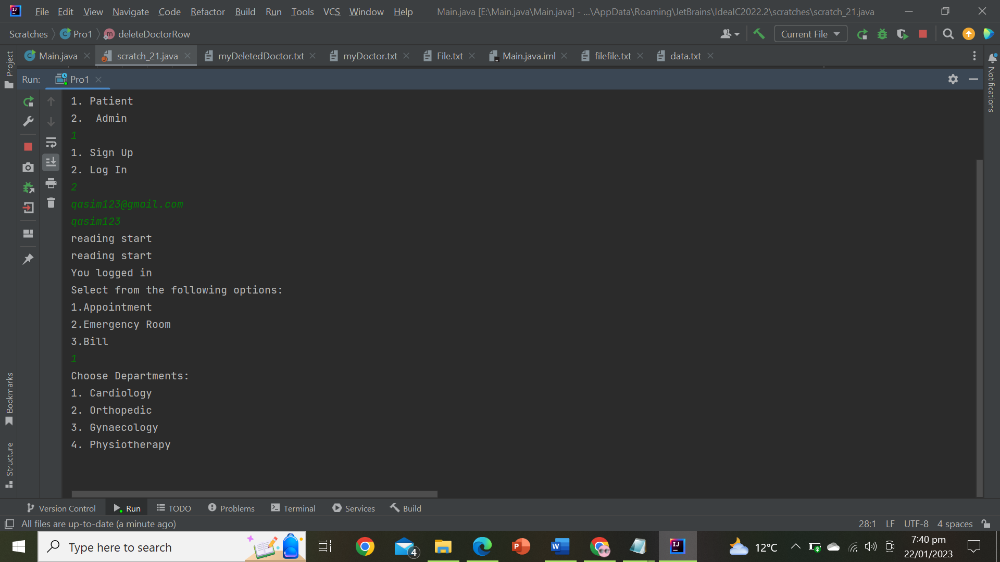 File Edit View Navigate Code Refactor Build Run Tools VCS Window Help Main.java [E:\Main.java\Main.java] - ...\AppData\Roaming\JetBrains\IdeaIC2022.2\scratches\scratch_21.java
Scratches Pro1 m deleteDoctorRow Current File
Main.java scratch_21.java myDeletedDoctor.txt myDoctor.txt File.txt Main.java.iml filefile.txt data.txt
Project
Notifications
Run: Pro1
1. Patient
2.  Admin
1
1. Sign Up
2. Log In
2
qasim123@gmail.com
qasim123
reading start
reading start
You logged in
Select from the following options:
1.Appointment
2.Emergency Room
3.Bill
1
Choose Departments:
1. Cardiology
2. Orthopedic
3. Gynaecology
4. Physiotherapy
Bookmarks
Structure
Version Control Run TODO Problems Terminal Services Build
All files are up-to-date (a minute ago) 28:1 LF UTF-8 4 spaces
Type here to search 4 P W IJ 12°C 7:40 pm
22/01/2023